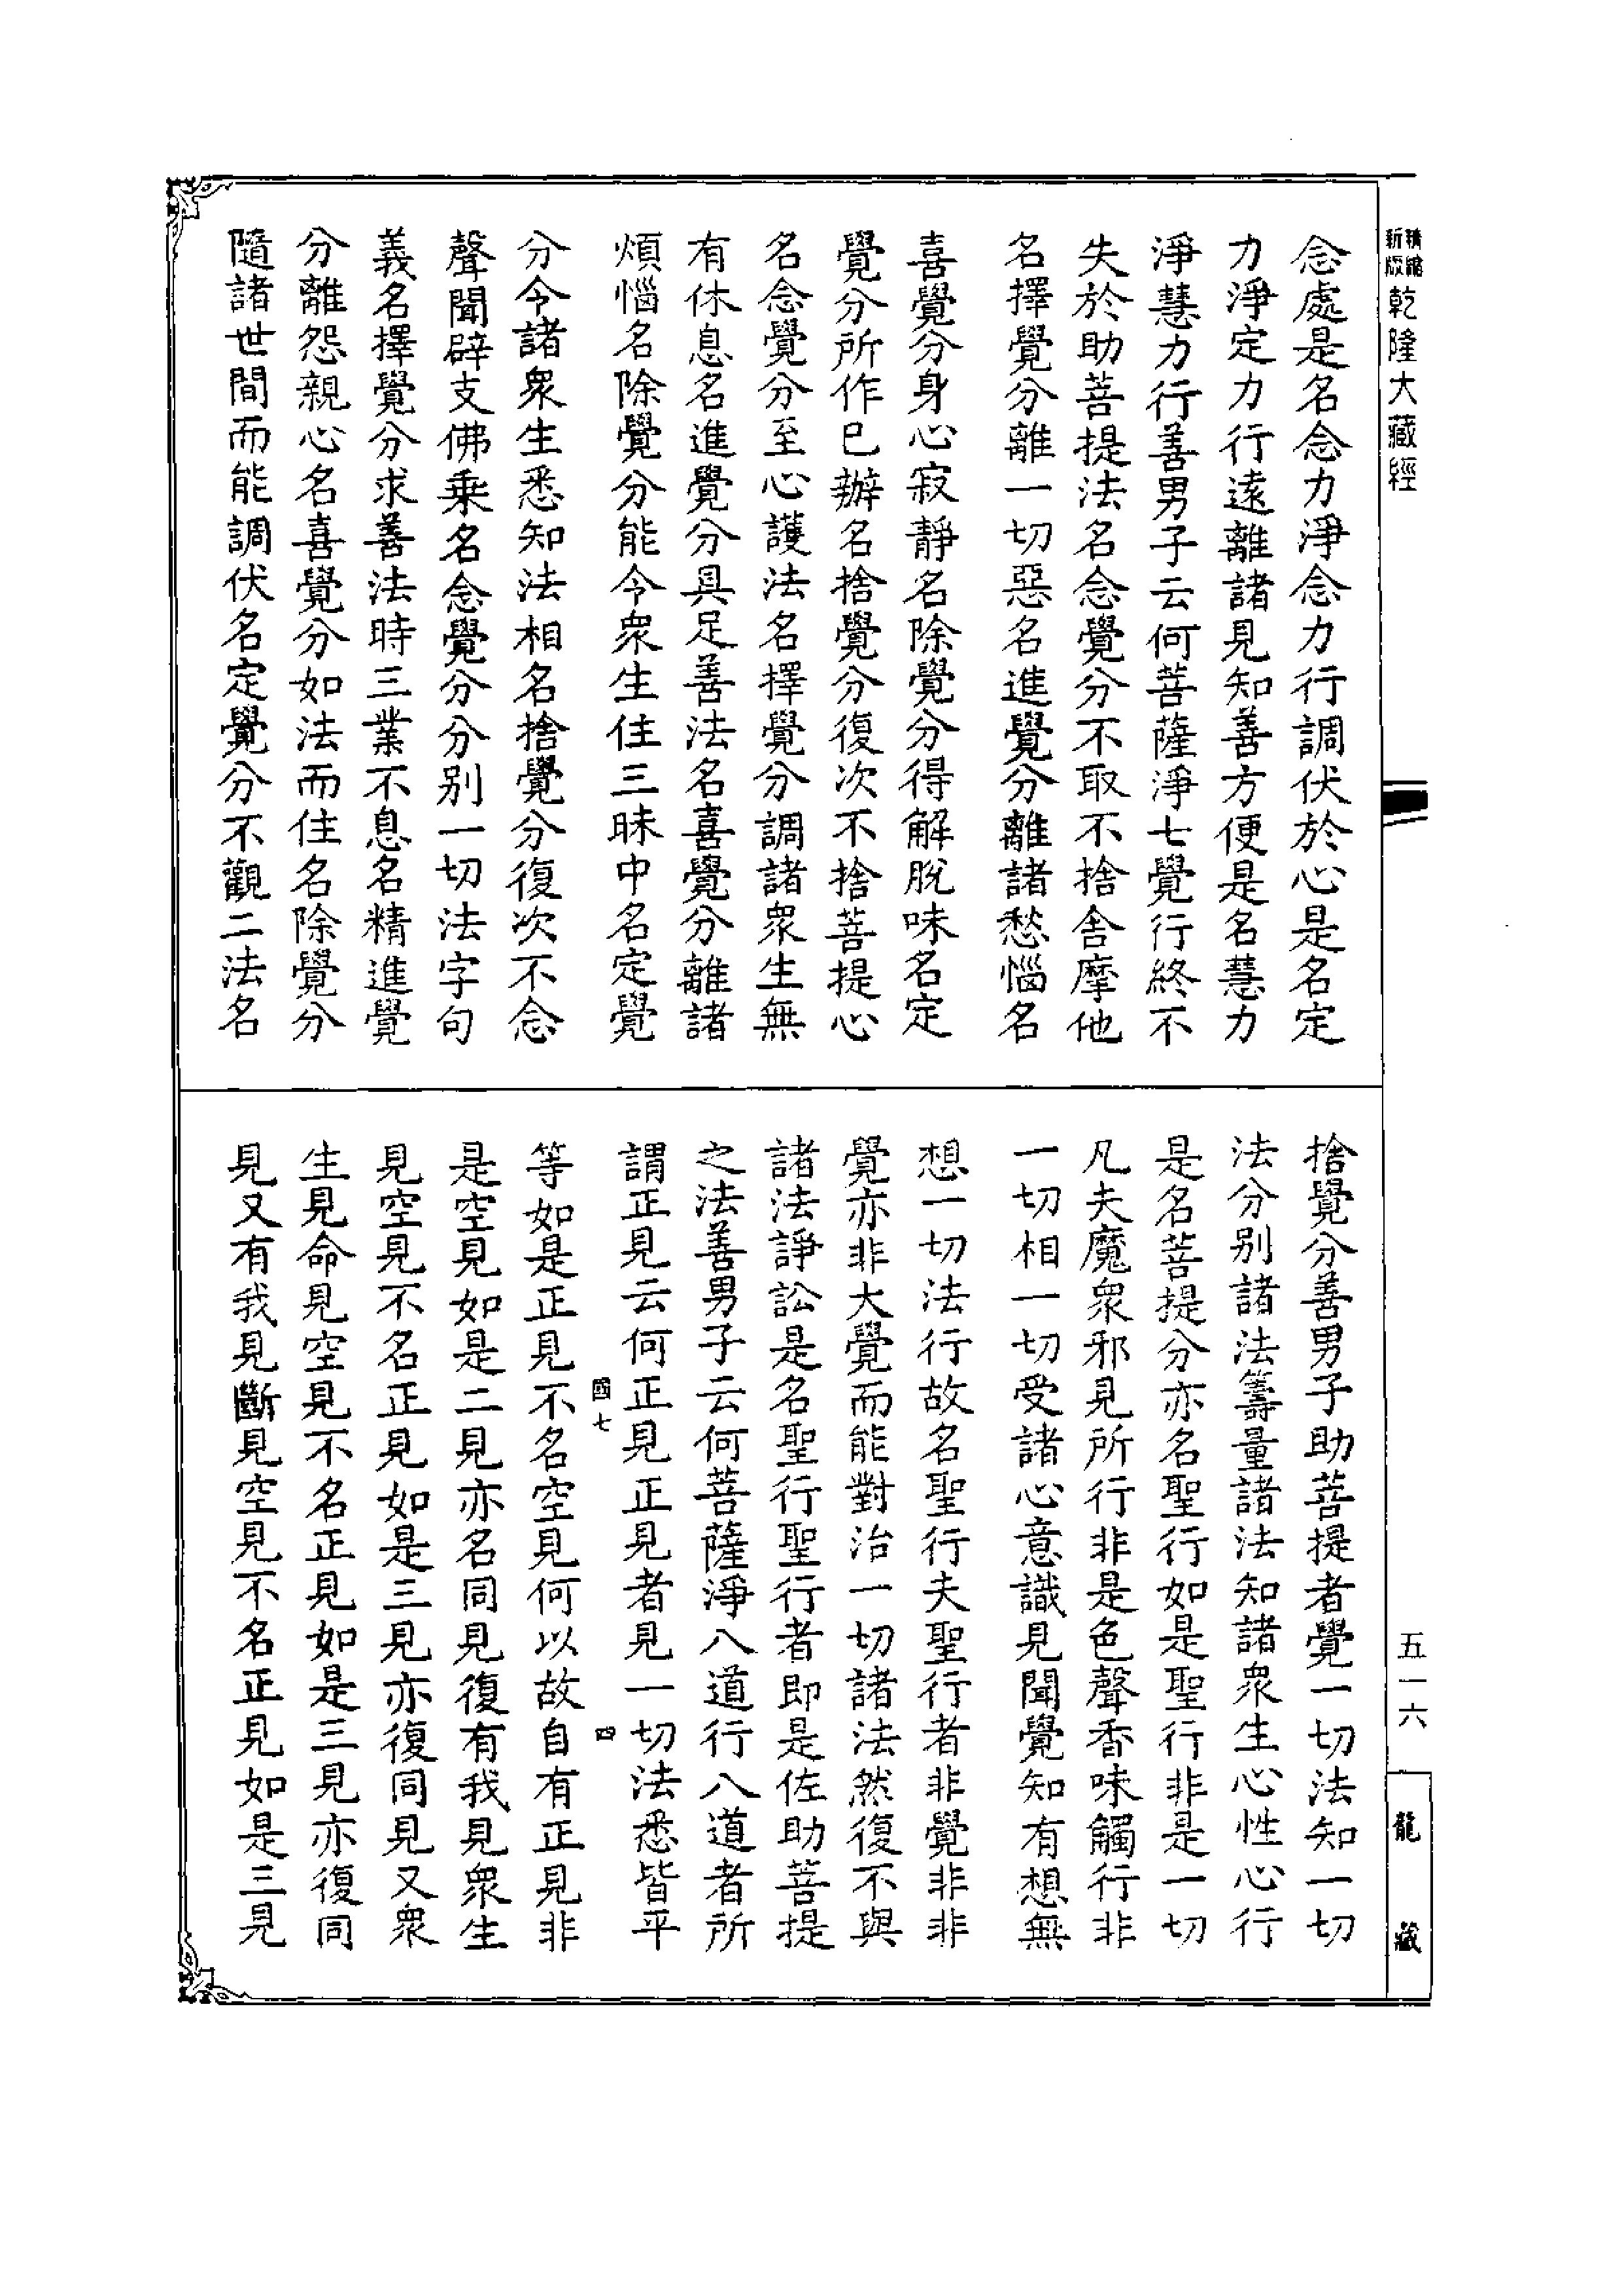 精縮新版乾隆大藏經
念處是名念力淨念力行調伏於心是名定
力淨定力行遠離諸見知善方便是名慧力
淨慧力行善男子云何菩薩淨七覺行終不
失於助菩提法名念覺分不取不捨舍摩他
名擇覺分離一切惡名進覺分離諸愁惱名
喜覺分身心寂靜名除覺分得解脫味名定
覺分所作已辦名捨覺分復次不捨菩提心
名念覺分至心護法名擇覺分調諸眾生無
有休息名進覺分具足善法名喜覺分離諸
煩惱名除覺分能令眾生住三昧中名定覺
分令諸眾生悉知法相名捨覺分復次不念
聲聞辟支佛乘名念覺分分別一切法字句
義名擇覺分求善法時三業不息名精進覺
分離怨親心名喜覺分如法而住名除覺分
隨諸世間而能調伏名定覺分不觀二法名
捨覺分善男子助菩提者覺一切法知一切
法分別諸法籌量諸法知諸眾生心性心行
是名菩提分亦名聖行如是聖行非是一切
凡夫魔眾邪見所行非是色聲香味觸行非
一切相一切受諸心意識見聞覺知有想無
想一切法行故名聖行夫聖行者非覺非非
覺亦非大覺而能對治一切諸法然復不與
諸法諍訟是名聖行聖行者即是佐助菩提
之法善男子云何菩薩淨八道行八道者所
謂正見云何正見正見者見一切法悉皆平
國七 四
等如是正見不名空見何以故自有正見非
是空見如是二見亦名同見復有我見眾生
見空見不名正見如是三見亦復同見又眾
生見命見空見不名正見如是三見亦復同
見又有我見斷見空見不名正見如是三見
五一六
龍藏